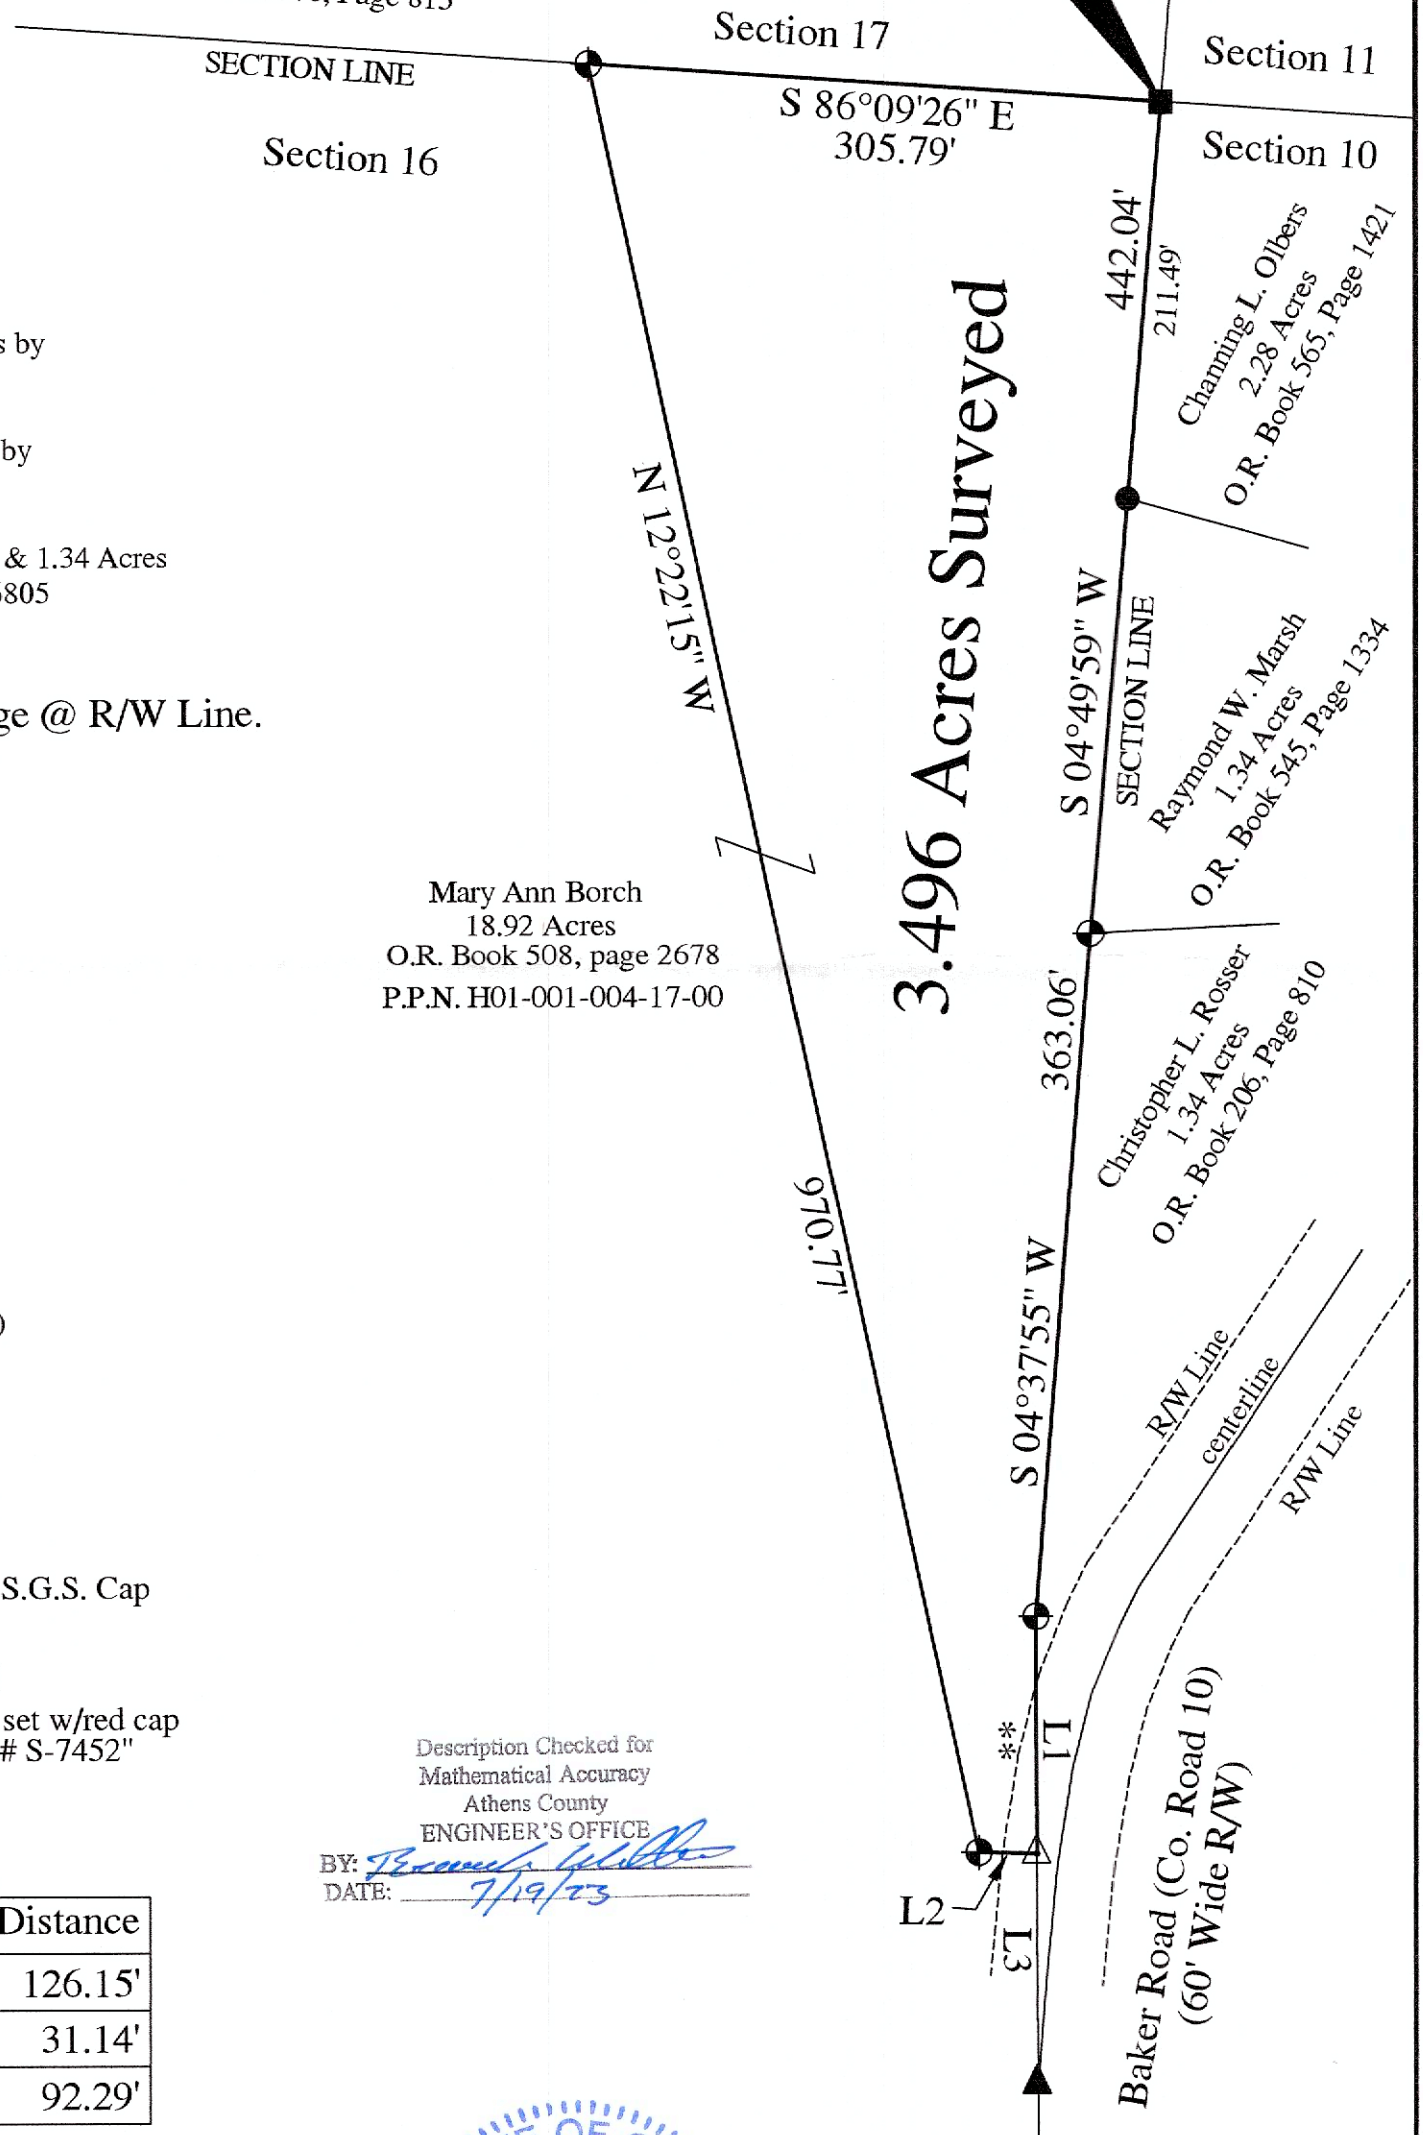 Page 815
Section 17
Section 11
SECTION LINE
S 86°09'26" E
305.79'
Section 16
Section 10
442.04'
211.49'
Channing L. Olbers
2.28 Acres
O.R. Book 565, Page 1421
s by
by
& 1.34 Acres
6805
ge @ R/W Line.
N 12°22'15" W
3.496 Acres Surveyed
S 04°49'59" W
SECTION LINE
Raymond W. Marsh
1.34 Acres
O.R. Book 545, Page 1334
Mary Ann Borch
18.92 Acres
O.R. Book 508, page 2678
P.P.N. H01-001-004-17-00
363.06'
Christopher L. Rosser
1.34 Acres
O.R. Book 206, Page 810
970.77'
)
S 04°37'55" W
R/W Line
centerline
R/W Line
S.G.S. Cap
set w/red cap
# S-7452"
**
L1
L2
L3
Baker Road (Co. Road 10)
(60' Wide R/W)
Description Checked for
Mathematical Accuracy
Athens County
ENGINEER'S OFFICE
BY:
DATE: 7/19/23
Distance
126.15'
31.14'
92.29'
OF